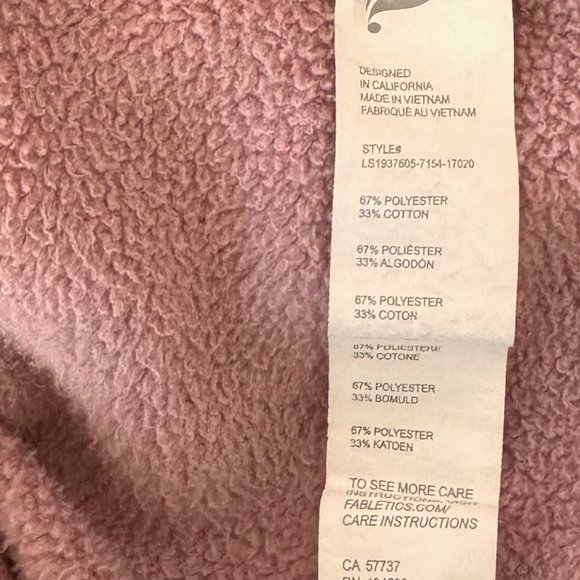 DESIGNED
IN CALIFORNIA
MADE IN VIETNAM
FABRIQUÉ AU VIETNAM
STYLE#
LS1937605-7154-17020
67% POLYESTER
33% COTTON
67% POLIÉSTER
33% ALGODÓN
67% POLYESTER
33% COTON
67%
33% COTONE
67% POLYESTER
33% BOMULD
67% POLYESTER
33% KATOEN
TO SEE MORE CARE
FABLETICS.COM/
CARE INSTRUCTIONS
CA 57737
RN